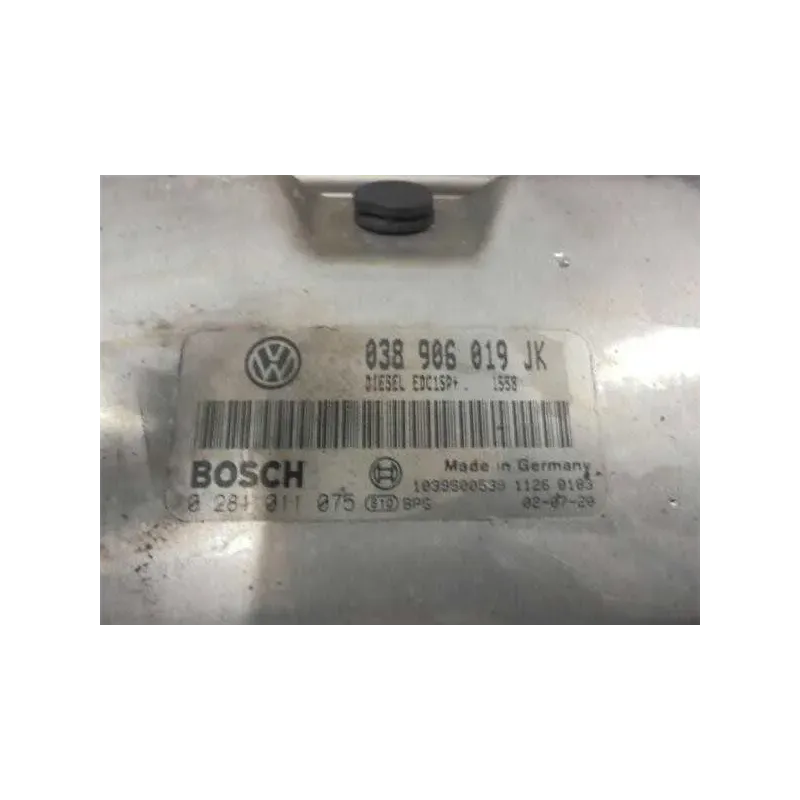 038 906 019 JK
DIESEL EDC15P+. 1558
BOSCH Made in Germany
1039S00539 1126 0183
0 281 011 075 BPG 02-07-20